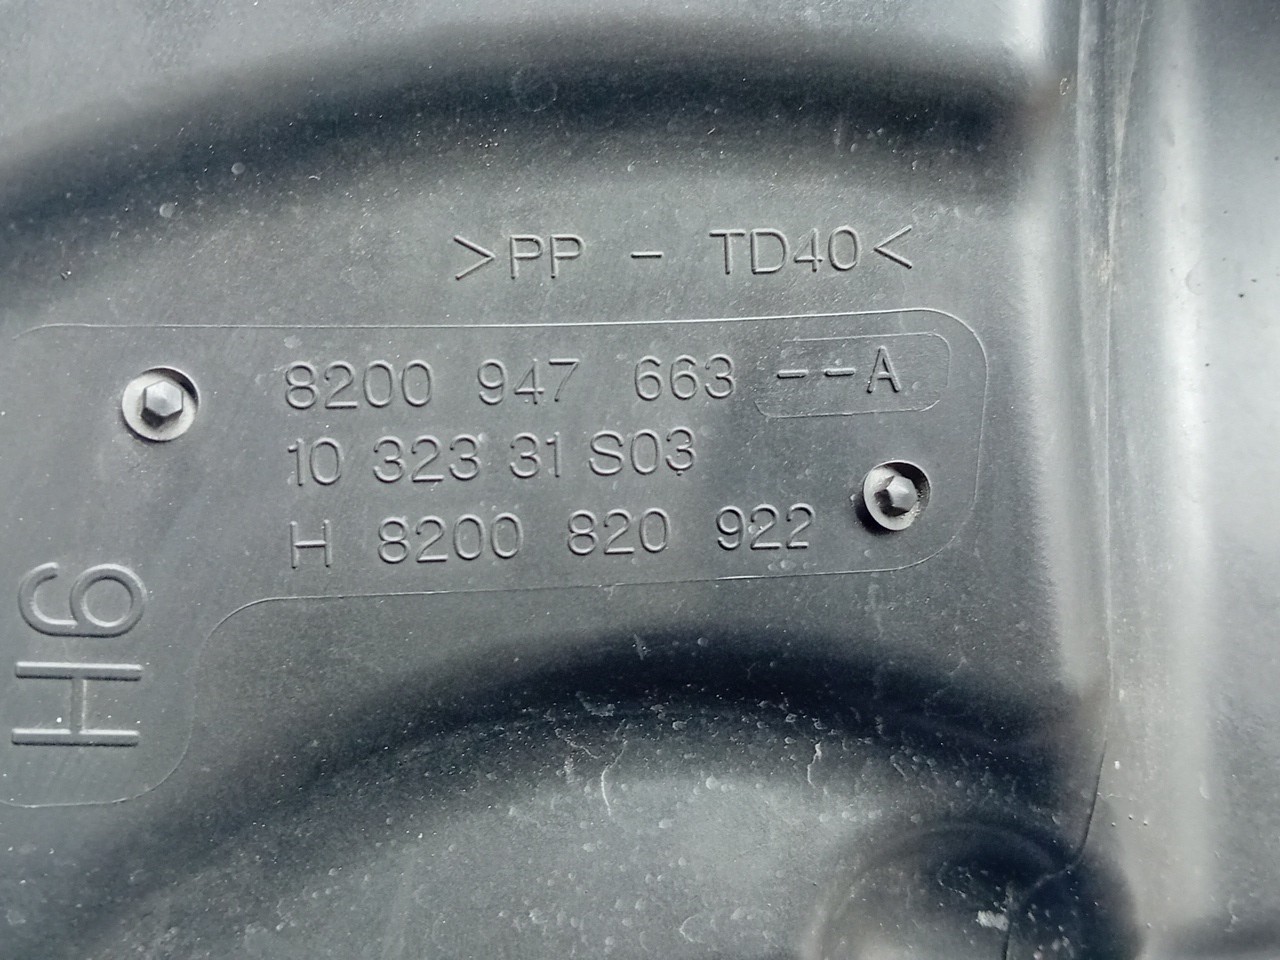 >PP - TD40<
8200 947 663 --A
10 323 31 S03
H 8200 820 922
H6